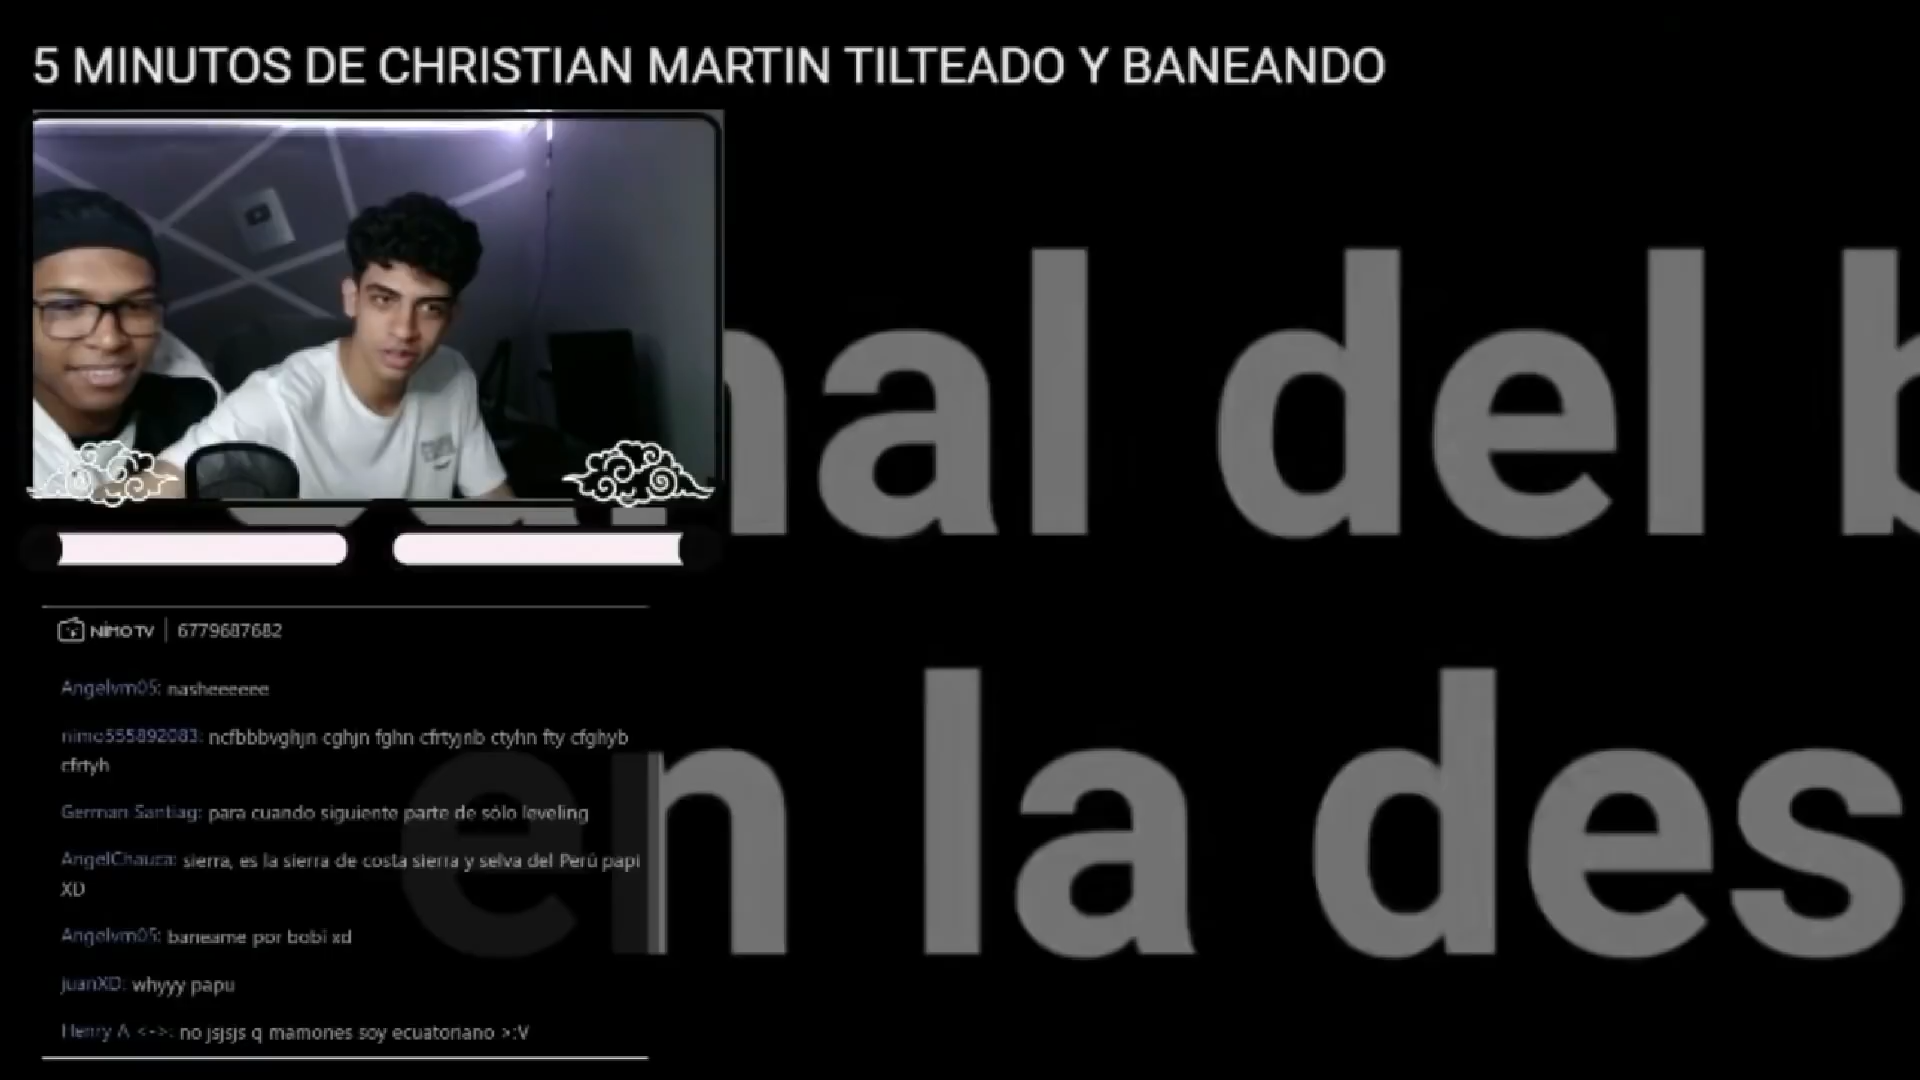 5 MINUTOS DE CHRISTIAN MARTIN TILTEADO Y BANEANDO
nal del b
NIMOTV | 6779687682
Angelvm05: nasheeeeee
nimo555892083: ncfbbbvghjn cghjn fghn cfrtyjnb ctyhn fty cfghyb
cfrtyh
German Santiag: para cuando siguiente parte de sólo leveling
AngelChauca: sierra, es la sierra de costa sierra y selva del Perú papi
XD
Angelvm05: baneame por bobi xd
juanXD: whyyy papu
Henry A <->: no jsjsjs q mamones soy ecuatoriano >:V
en la des